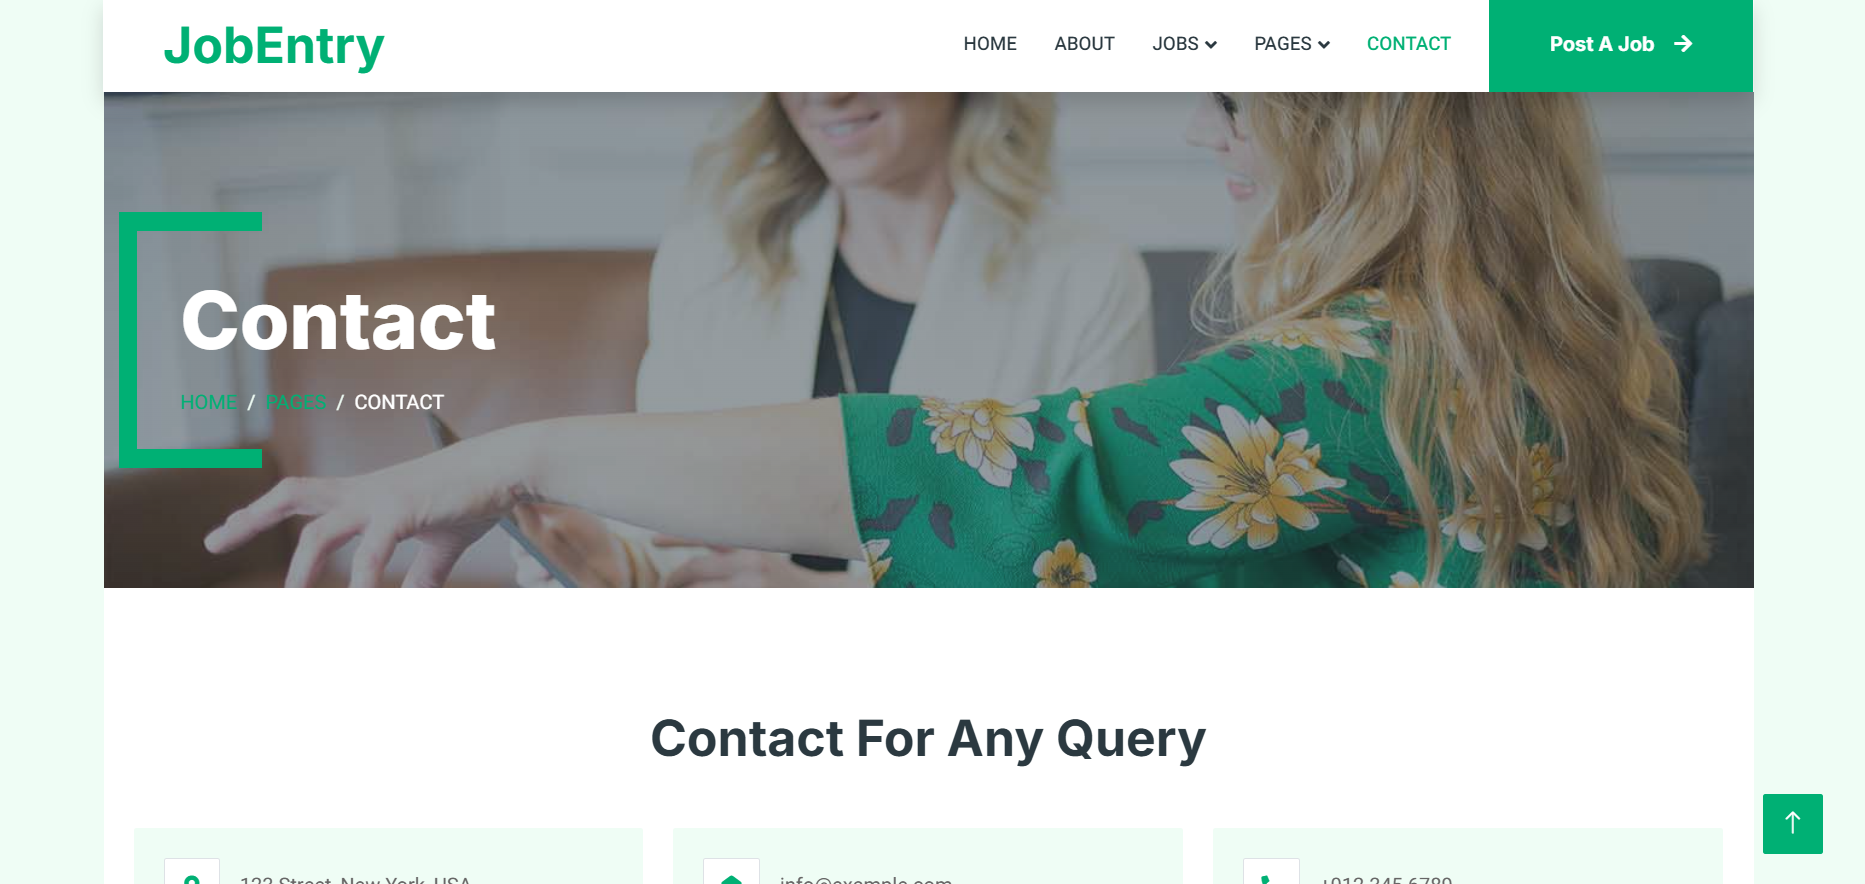 JobEntry
HOME ABOUT JOBS PAGES CONTACT Post A Job
Contact
HOME / PAGES / CONTACT
Contact For Any Query
123 Street, New York, USA
info@example.com
+012 345 6789